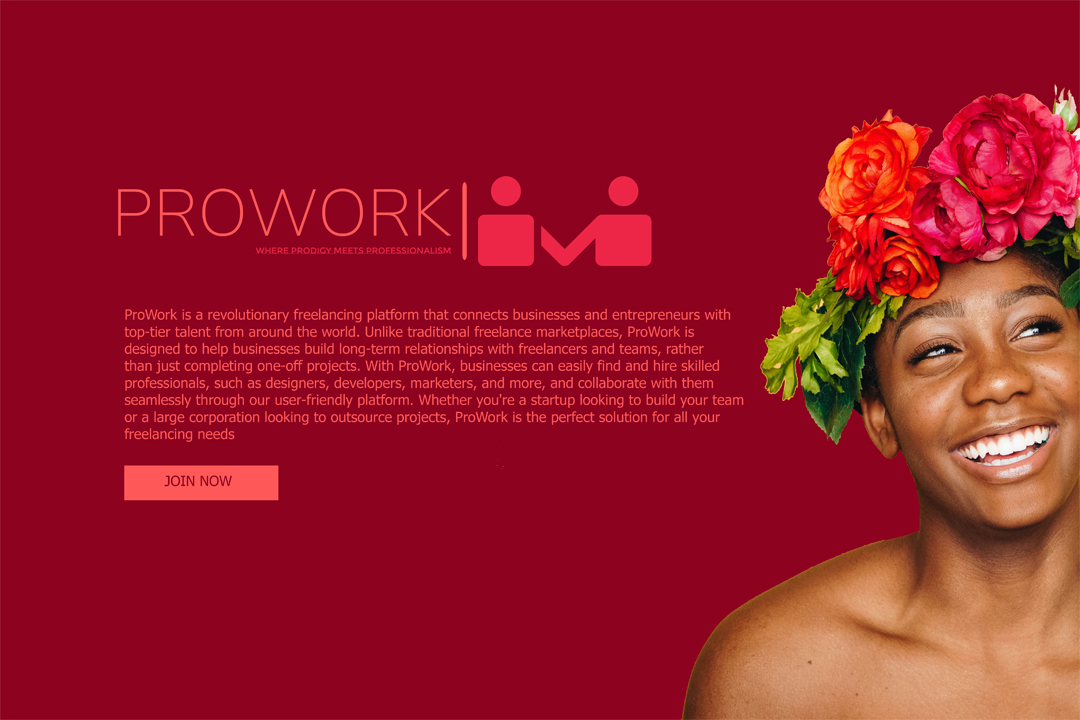 PROWORK
WHERE PRODIGY MEETS PROFESSIONALISM
ProWork is a revolutionary freelancing platform that connects businesses and entrepreneurs with
top-tier talent from around the world. Unlike traditional freelance marketplaces, ProWork is
designed to help businesses build long-term relationships with freelancers and teams, rather
than just completing one-off projects. With ProWork, businesses can easily find and hire skilled
professionals, such as designers, developers, marketers, and more, and collaborate with them
seamlessly through our user-friendly platform. Whether you're a startup looking to build your team
or a large corporation looking to outsource projects, ProWork is the perfect solution for all your
freelancing needs
JOIN NOW